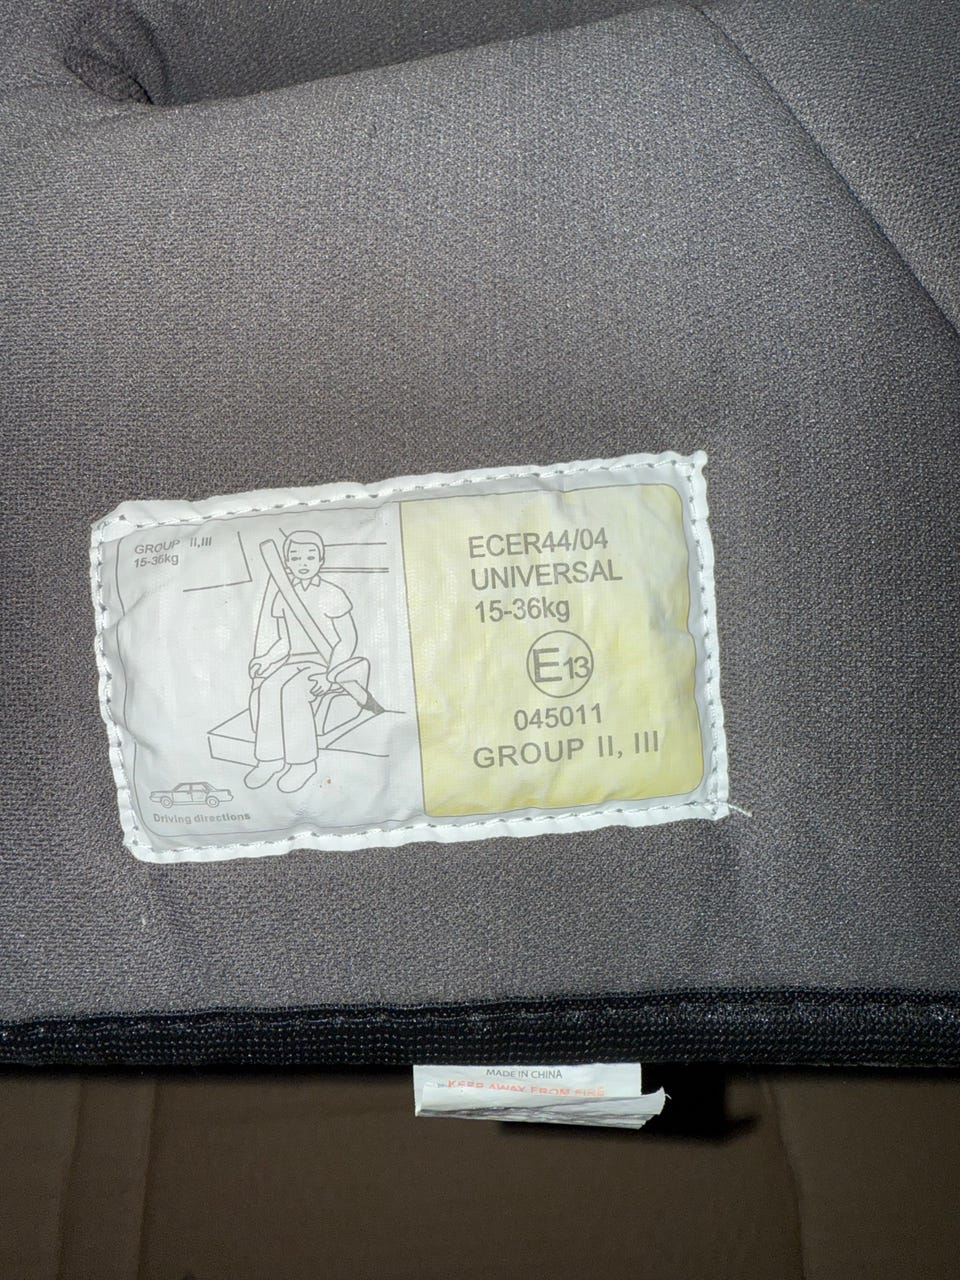 GROUP II,III
15-36kg
Driving directions
ECER44/04
UNIVERSAL
15-36kg
E13
045011
GROUP II, III
MADE IN CHINA
KEEP AWAY FROM FIRE